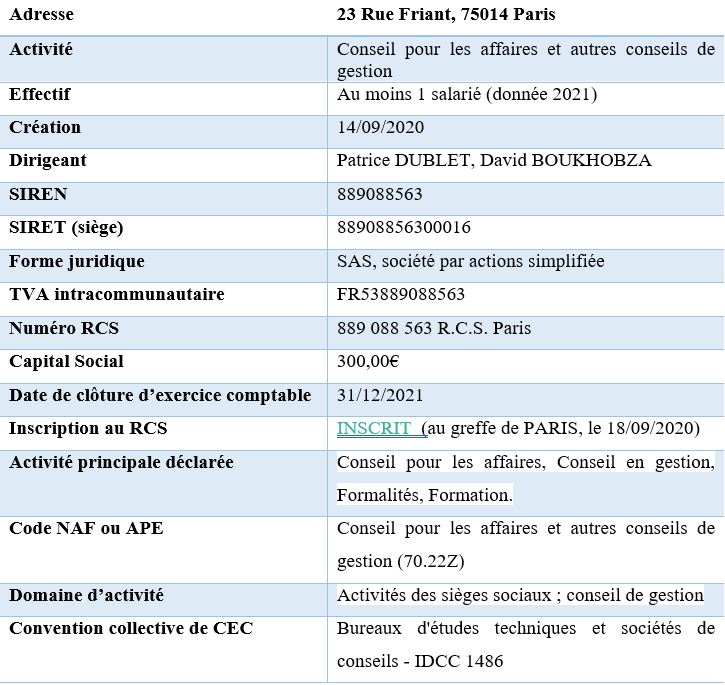 Adresse 23 Rue Friant, 75014 Paris
Activité Conseil pour les affaires et autres conseils de
gestion
Effectif Au moins 1 salarié (donnée 2021)
Création 14/09/2020
Dirigeant Patrice DUBLET, David BOUKHOBZA
SIREN 889088563
SIRET (siège) 88908856300016
Forme juridique SAS, société par actions simplifiée
TVA intracommunautaire FR53889088563
Numéro RCS 889 088 563 R.C.S. Paris
Capital Social 300,00€
Date de clôture d’exercice comptable 31/12/2021
Inscription au RCS INSCRIT (au greffe de PARIS, le 18/09/2020)
Activité principale déclarée Conseil pour les affaires, Conseil en gestion,
Formalités, Formation.
Code NAF ou APE Conseil pour les affaires et autres conseils de
gestion (70.22Z)
Domaine d’activité Activités des sièges sociaux ; conseil de gestion
Convention collective de CEC Bureaux d'études techniques et sociétés de
conseils - IDCC 1486